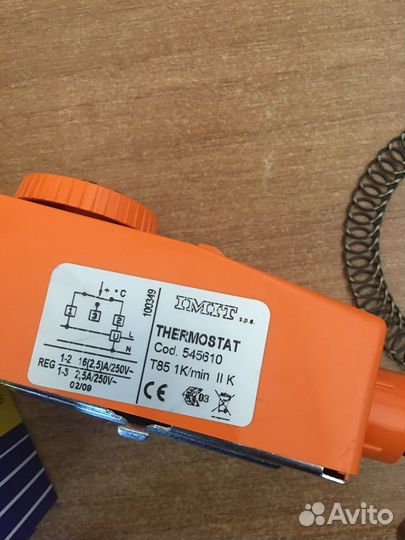 + °C
1
3
2
U
L
N
REG
1-2 16(2,5)A/250V~
1-3 2,5A/250V~
02/09
100349
IMIT s.p.a.
THERMOSTAT
Cod. 545610
T85 1K/min II K
CE
03
Avito